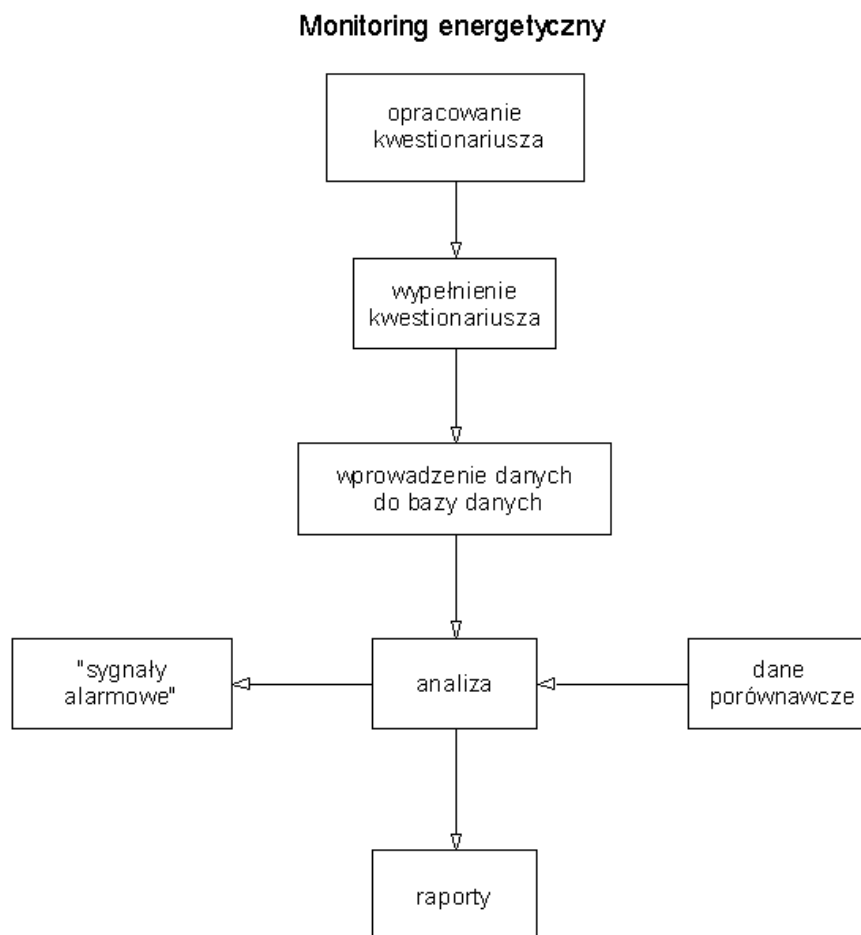 Monitoring energetyczny
opracowanie
kwestionariusza
wypełnienie
kwestionariusza
wprowadzenie danych
do bazy danych
"sygnały
alarmowe"
analiza
dane
porównawcze
raporty